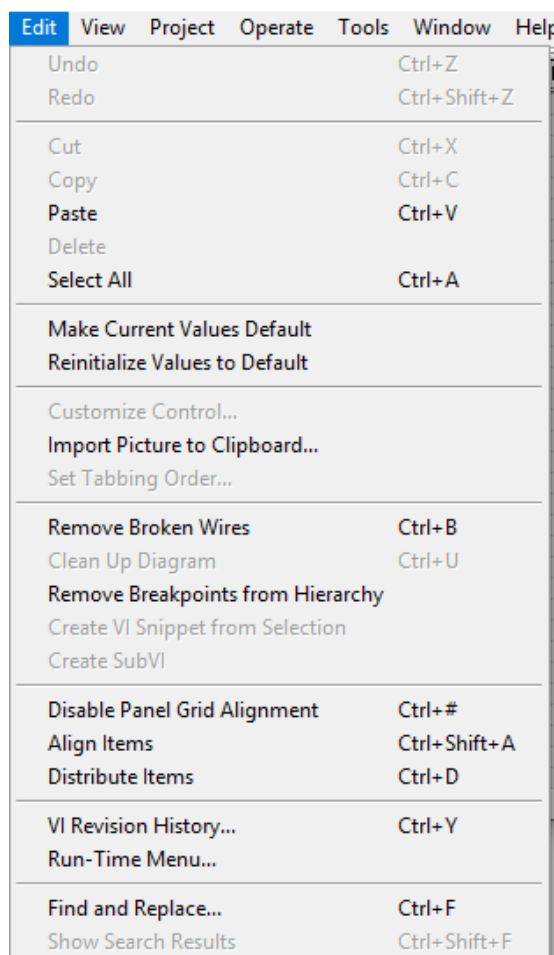 Edit View Project Operate Tools Window Help
Undo Ctrl+Z
Redo Ctrl+Shift+Z
Cut Ctrl+X
Copy Ctrl+C
Paste Ctrl+V
Delete
Select All Ctrl+A
Make Current Values Default
Reinitialize Values to Default
Customize Control...
Import Picture to Clipboard...
Set Tabbing Order...
Remove Broken Wires Ctrl+B
Clean Up Diagram Ctrl+U
Remove Breakpoints from Hierarchy
Create VI Snippet from Selection
Create SubVI
Disable Panel Grid Alignment Ctrl+#
Align Items Ctrl+Shift+A
Distribute Items Ctrl+D
VI Revision History... Ctrl+Y
Run-Time Menu...
Find and Replace... Ctrl+F
Show Search Results Ctrl+Shift+F